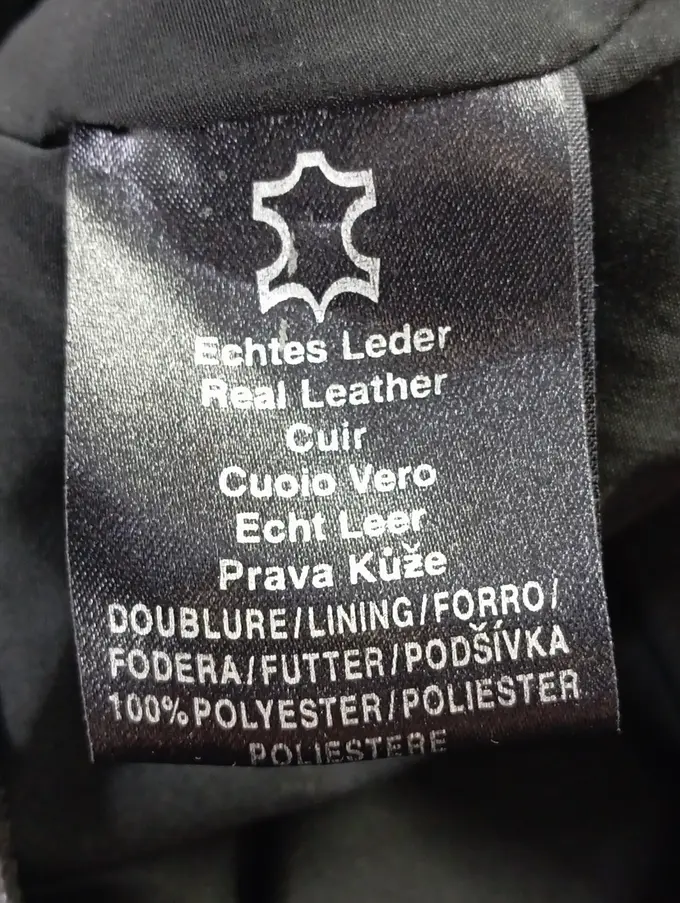 Echtes Leder
Real Leather
Cuir
Cuoio Vero
Echt Leer
Prava Kůže
DOUBLURE/LINING/FORRO/
FODERA/FUTTER/PODŠÍVKA
100%POLYESTER/POLIESTER
POLIESTERE